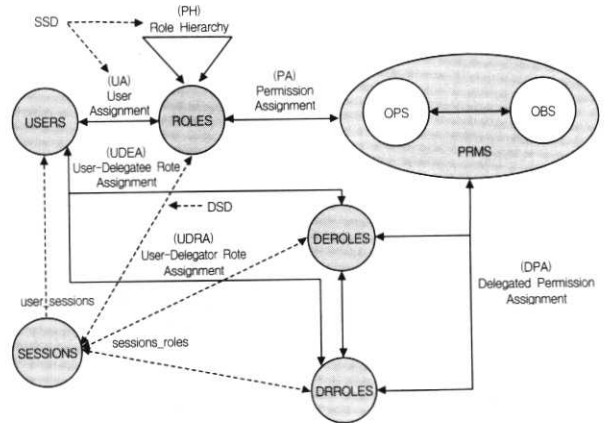 SSD
(PH)
Role Hierarchy
(UA)
User
Assignment
(PA)
Permission
Assignment
USERS
ROLES
OPS
OBS
PRMS
(UDEA)
User-Delegatee Rote
Assignment
DSD
(UDRA)
User-Delegator Rote
Assignment
DEROLES
(DPA)
Delegated Permission
Assignment
user_sessions
SESSIONS
sessions_roles
DRROLES